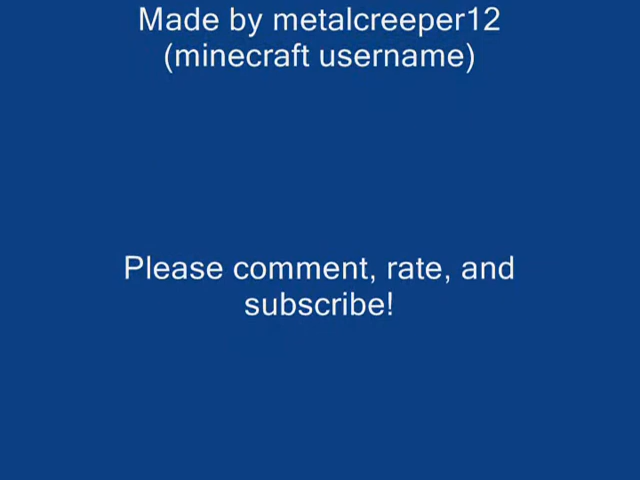 Made by metalcreeper12
(minecraft username)
Please comment, rate, and
subscribe!